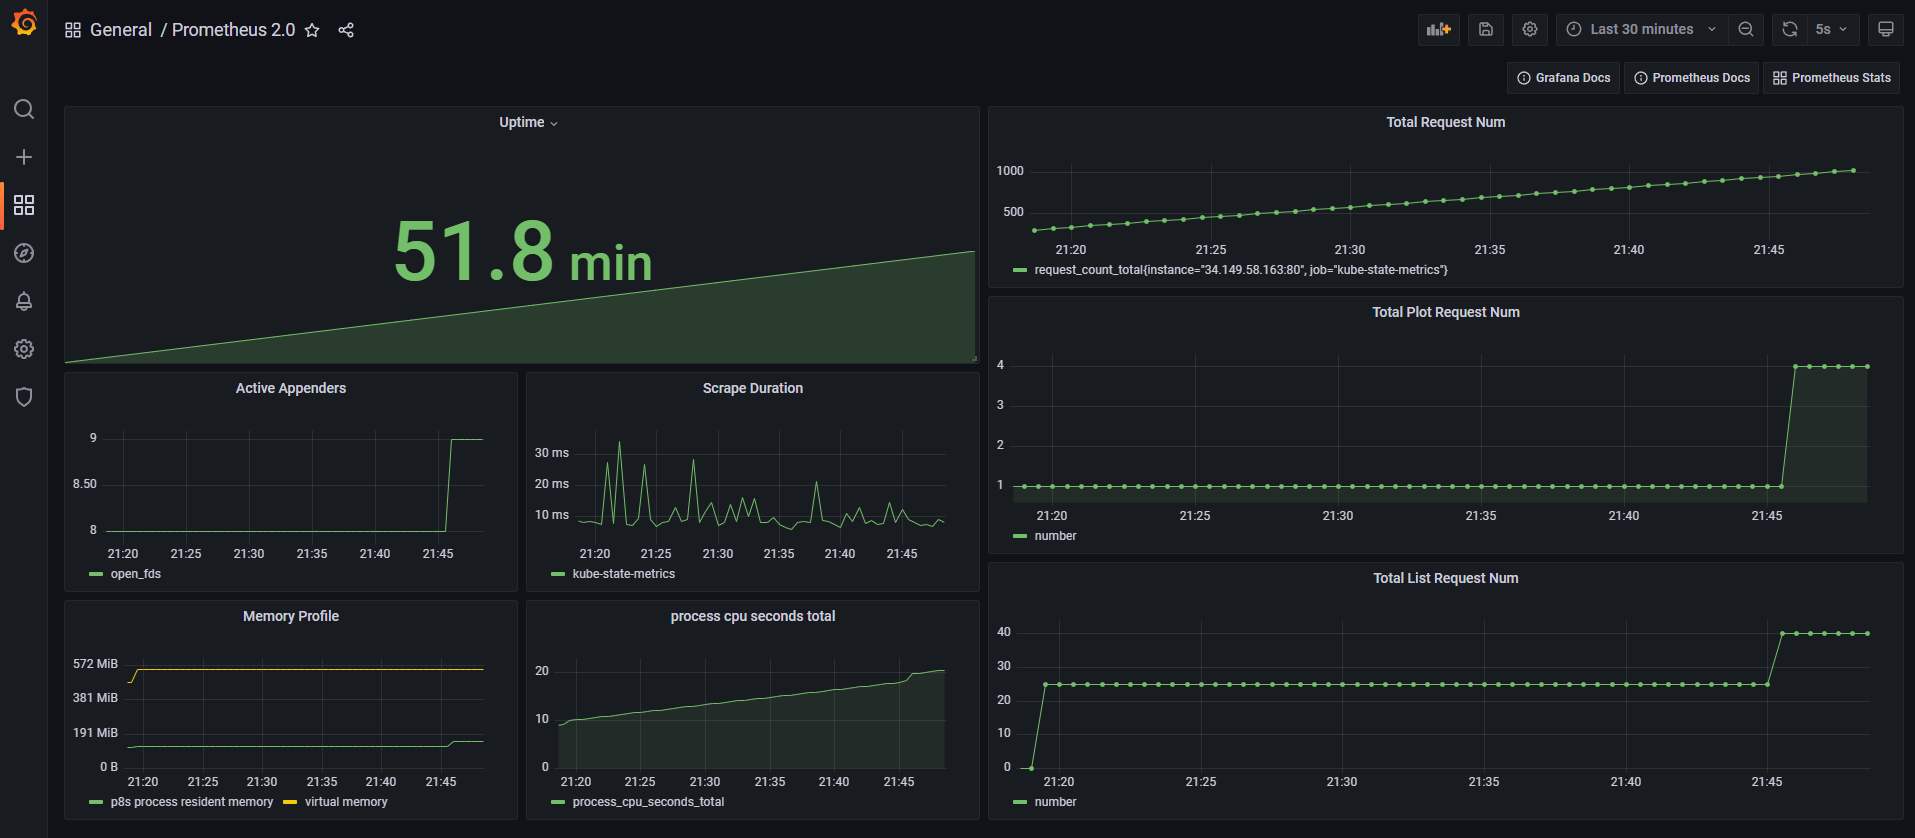 General / Prometheus 2.0
Last 30 minutes
5s
Grafana Docs
Prometheus Docs
Prometheus Stats
Uptime
51.8 min
Total Request Num
1000
500
21:20 21:25 21:30 21:35 21:40 21:45
request_count_total{instance="34.149.58.163:80", job="kube-state-metrics"}
Total Plot Request Num
4
3
2
1
21:20 21:25 21:30 21:35 21:40 21:45
number
Active Appenders
9
8.50
8
21:20 21:25 21:30 21:35 21:40 21:45
open_fds
Scrape Duration
30 ms
20 ms
10 ms
21:20 21:25 21:30 21:35 21:40 21:45
kube-state-metrics
Total List Request Num
40
30
20
10
0
21:20 21:25 21:30 21:35 21:40 21:45
number
Memory Profile
572 MiB
381 MiB
191 MiB
0 B
21:20 21:25 21:30 21:35 21:40 21:45
p8s process resident memory virtual memory
process cpu seconds total
20
10
0
21:20 21:25 21:30 21:35 21:40 21:45
process_cpu_seconds_total